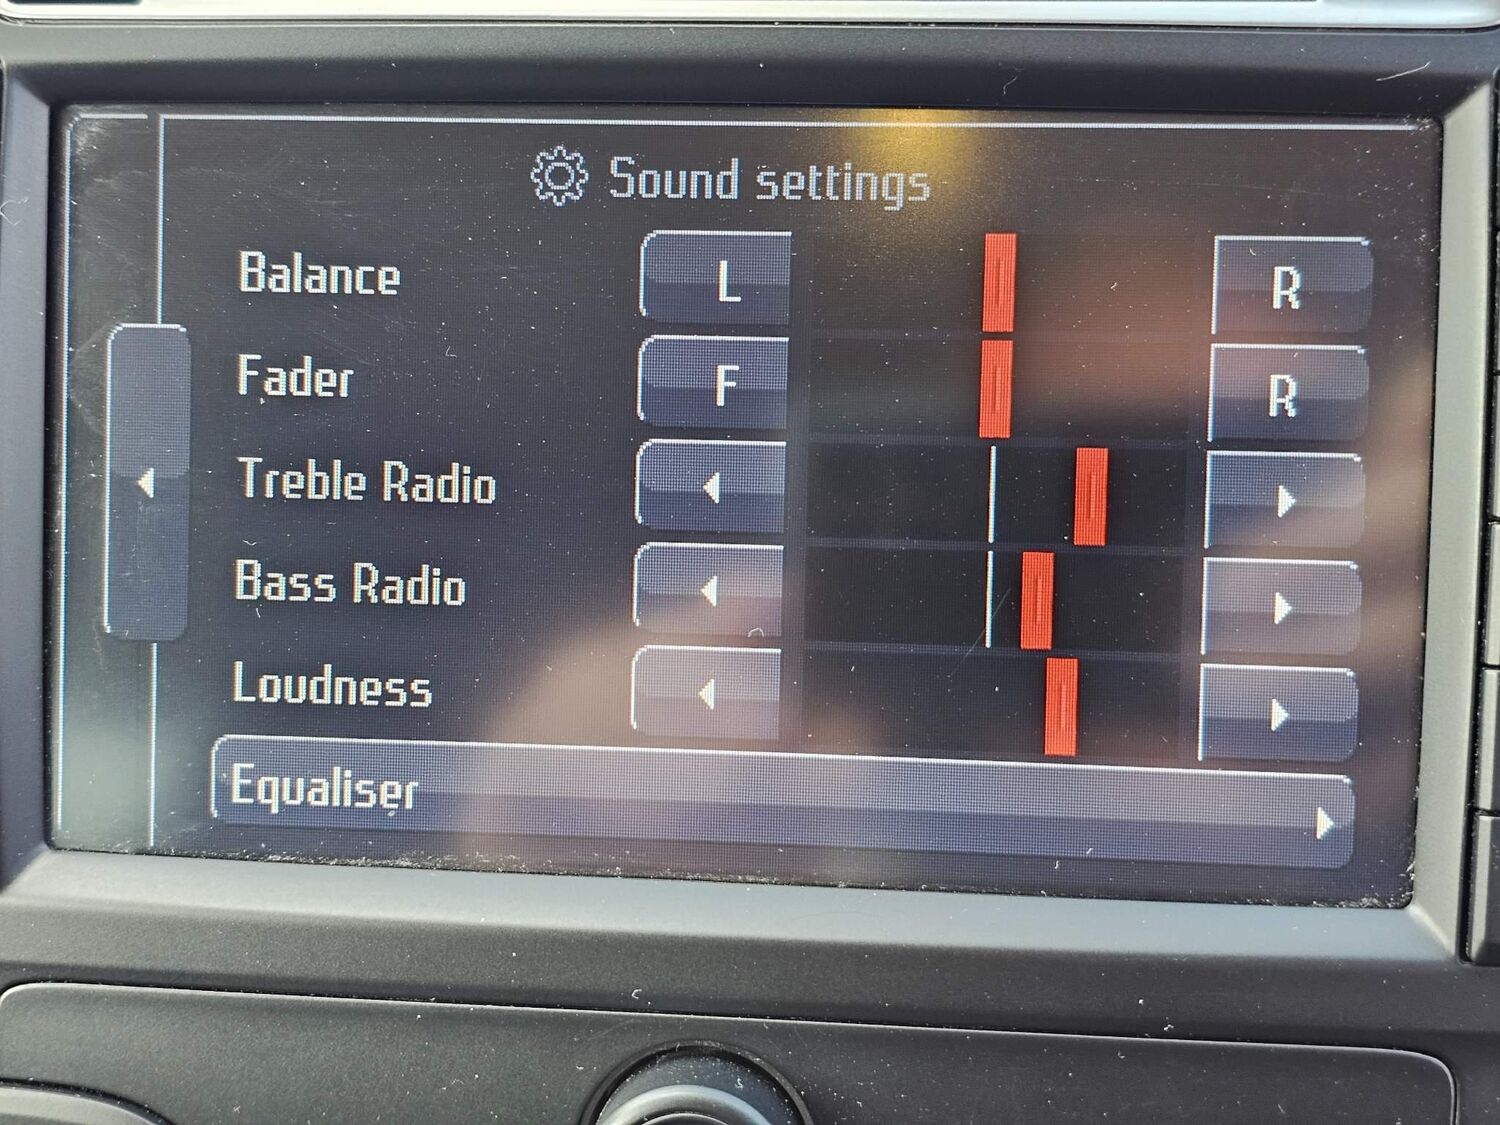 Sound settings
Balance L R
Fader F R
Treble Radio
Bass Radio
Loudness
Equaliser